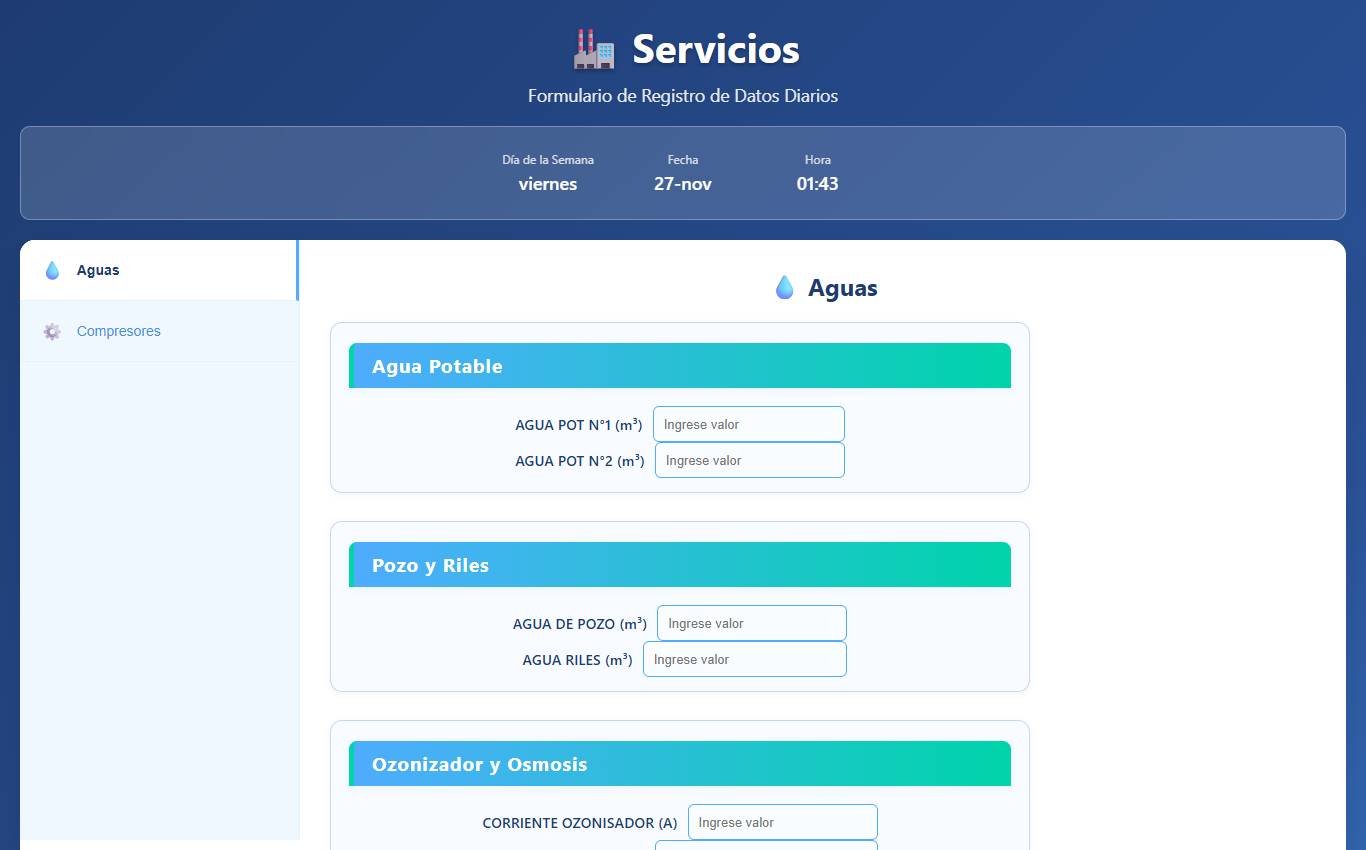 Servicios
Formulario de Registro de Datos Diarios
Día de la Semana
viernes
Fecha
27-nov
Hora
01:43
Aguas
Compresores
Aguas
Agua Potable
AGUA POT N°1 (m³) Ingrese valor
AGUA POT N°2 (m³) Ingrese valor
Pozo y Riles
AGUA DE POZO (m³) Ingrese valor
AGUA RILES (m³) Ingrese valor
Ozonizador y Osmosis
CORRIENTE OZONISADOR (A) Ingrese valor